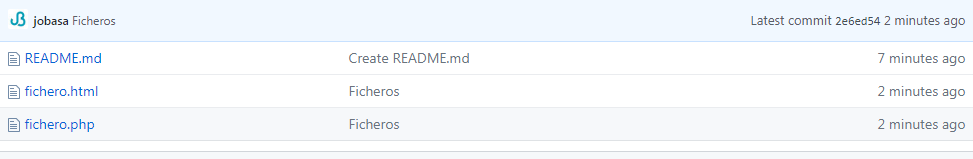 jobasa Ficheros Latest commit 2e6ed54 2 minutes ago
README.md Create README.md 7 minutes ago
fichero.html Ficheros 2 minutes ago
fichero.php Ficheros 2 minutes ago